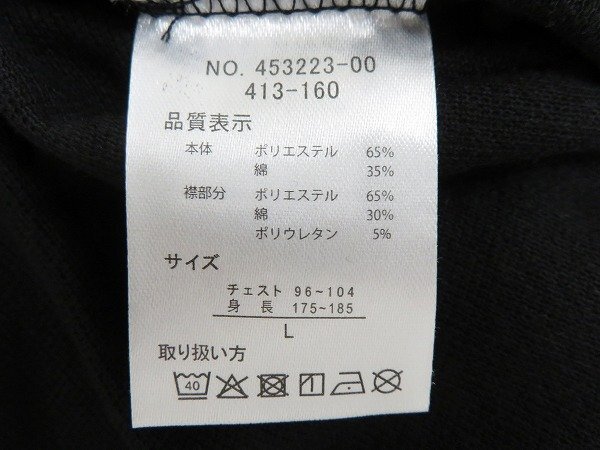 NO. 453223-00
413-160
品質表示
本体 ポリエステル 65%
綿 35%
襟部分 ポリエステル 65%
綿 30%
ポリウレタン 5%
サイズ
チェスト 96~104
身長 175~185
L
取り扱い方
40